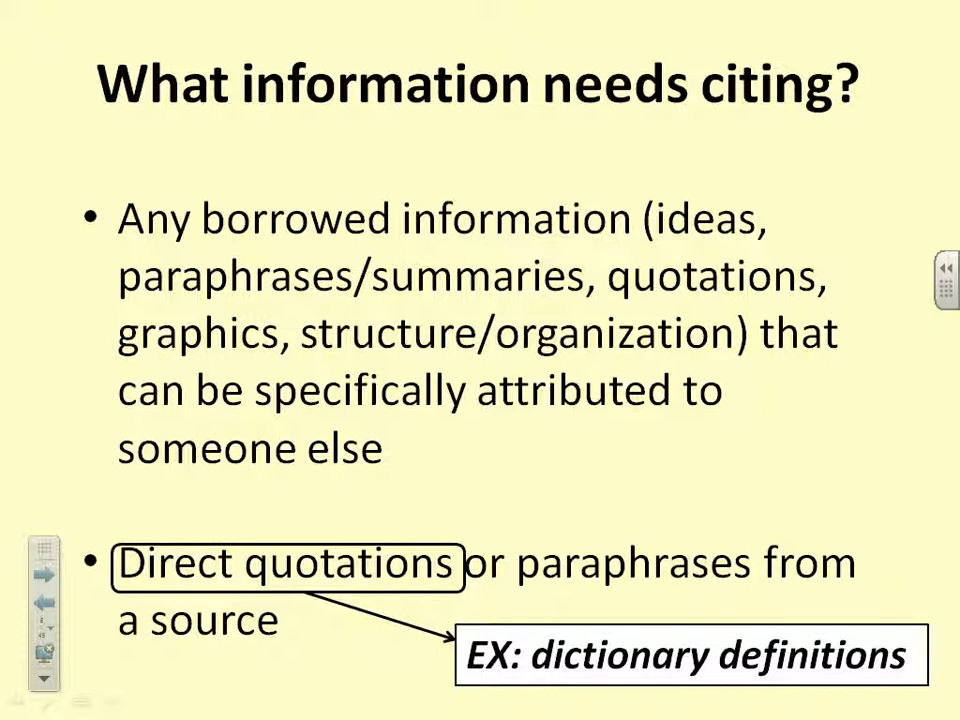 What information needs citing?
• Any borrowed information (ideas,
paraphrases/summaries, quotations,
graphics, structure/organization) that
can be specifically attributed to
someone else
• Direct quotations or paraphrases from
a source
EX: dictionary definitions